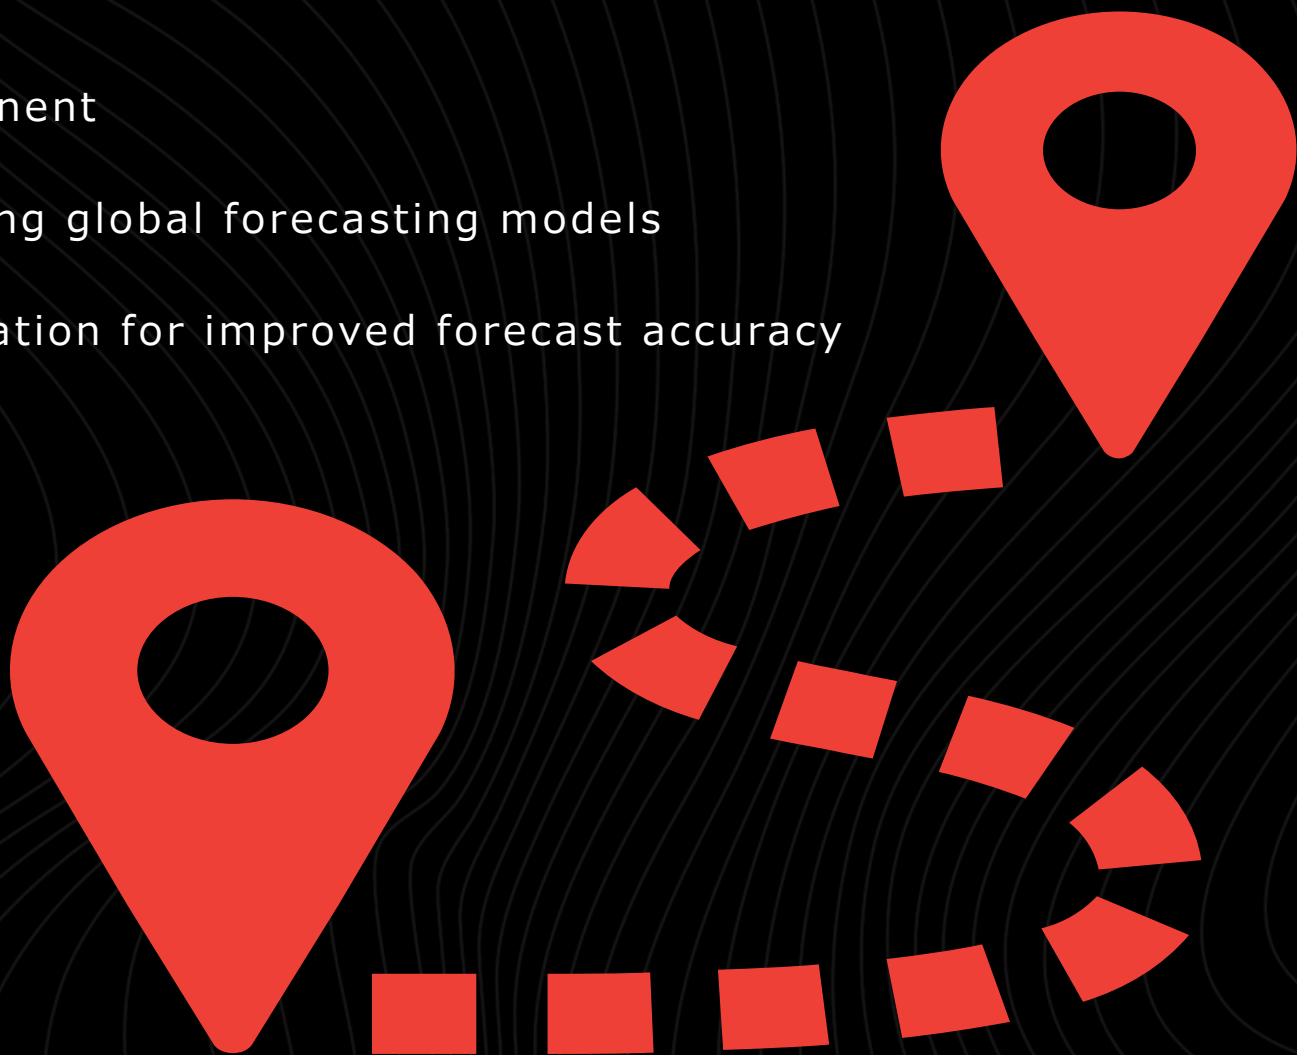 nent
ng global forecasting models
ation for improved forecast accuracy